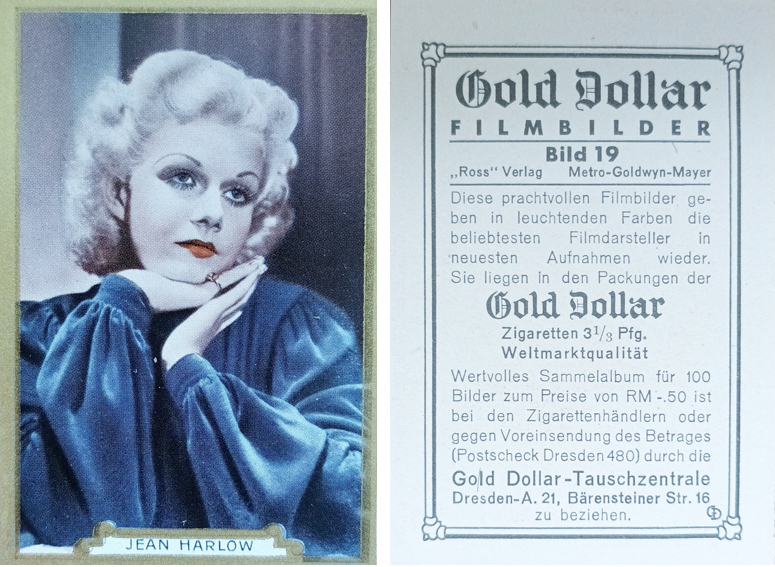 JEAN HARLOW
Gold Dollar
FILMBILDER
Bild 19
„Ross“ Verlag Metro-Goldwyn-Mayer
Diese prachtvollen Filmbilder ge-
ben in leuchtenden Farben die
beliebtesten Filmdarsteller in
neuesten Aufnahmen wieder.
Sie liegen in den Packungen der
Gold Dollar
Zigaretten 3 1/3 Pfg.
Weltmarktqualität
Wertvolles Sammelalbum für 100
Bilder zum Preise von RM -.50 ist
bei den Zigarettenhändlern oder
gegen Voreinsendung des Betrages
(Postscheck Dresden 480) durch die
Gold Dollar-Tauschzentrale
Dresden-A. 21, Bärensteiner Str. 16
zu beziehen.